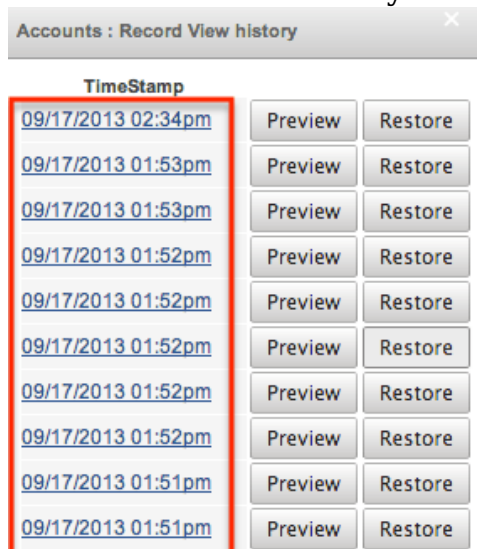 Accounts : Record View history
TimeStamp
09/17/2013 02:34pm Preview Restore
09/17/2013 01:53pm Preview Restore
09/17/2013 01:53pm Preview Restore
09/17/2013 01:52pm Preview Restore
09/17/2013 01:52pm Preview Restore
09/17/2013 01:52pm Preview Restore
09/17/2013 01:52pm Preview Restore
09/17/2013 01:52pm Preview Restore
09/17/2013 01:51pm Preview Restore
09/17/2013 01:51pm Preview Restore